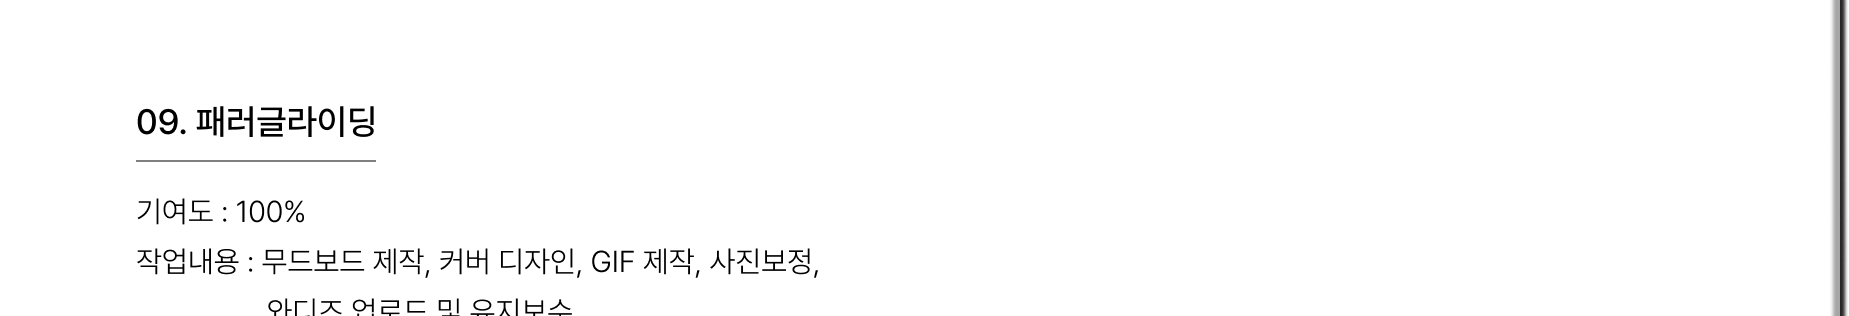 09. 패러글라이딩
기여도 : 100%
작업내용 : 무드보드 제작, 커버 디자인, GIF 제작, 사진보정,
와디즈 업로드 및 유지보수